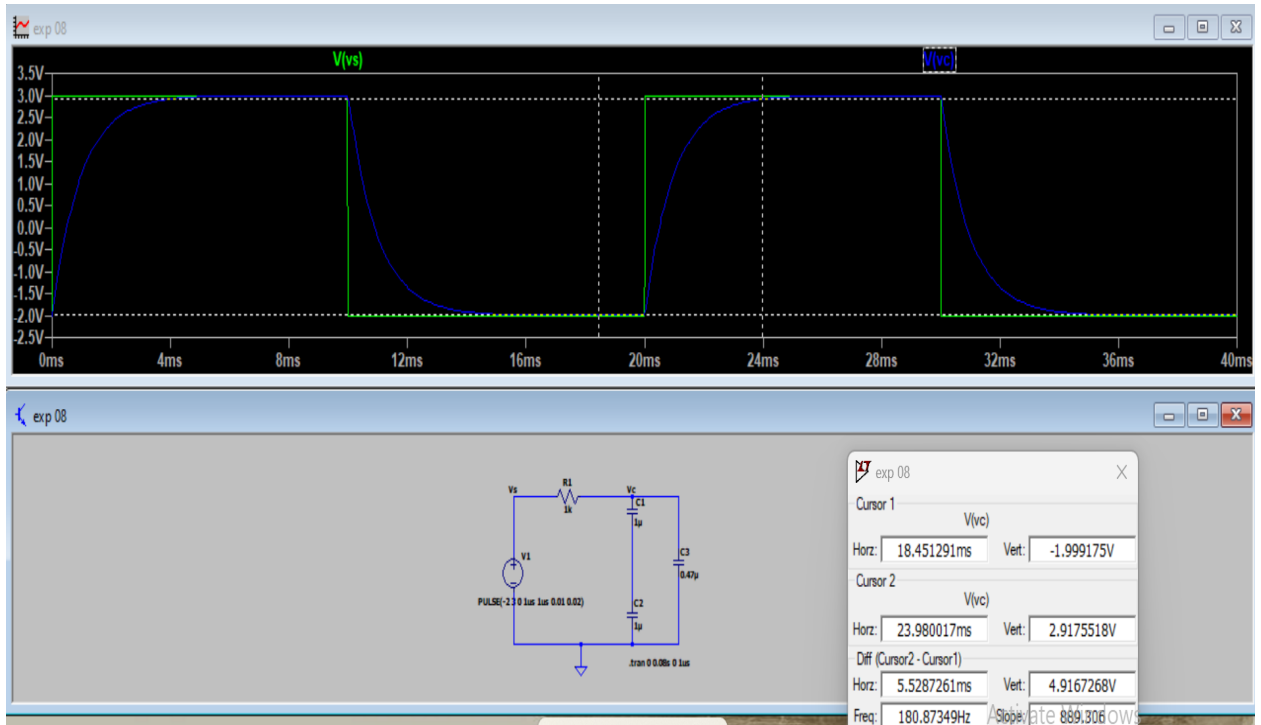 exp 08
V(vs) V(vc)
3.5V
3.0V
2.5V
2.0V
1.5V
1.0V
0.5V
0.0V
-0.5V
-1.0V
-1.5V
-2.0V
-2.5V
0ms 4ms 8ms 12ms 16ms 20ms 24ms 28ms 32ms 36ms 40ms
exp 08
Vs R1 Vc
1k
C1
1µ
V1
C3
0.47µ
PULSE(-2 3 0 1us 1us 0.01 0.02)
C2
1µ
.tran 0 0.08s 0 1us
exp 08
Cursor 1
V(vc)
Horz: 18.451291ms Vert: -1.999175V
Cursor 2
V(vc)
Horz: 23.980017ms Vert: 2.9175518V
Diff (Cursor2 - Cursor1)
Horz: 5.5287261ms Vert: 4.9167268V
Freq: 180.87349Hz Slope: 889.306
Activate Windows